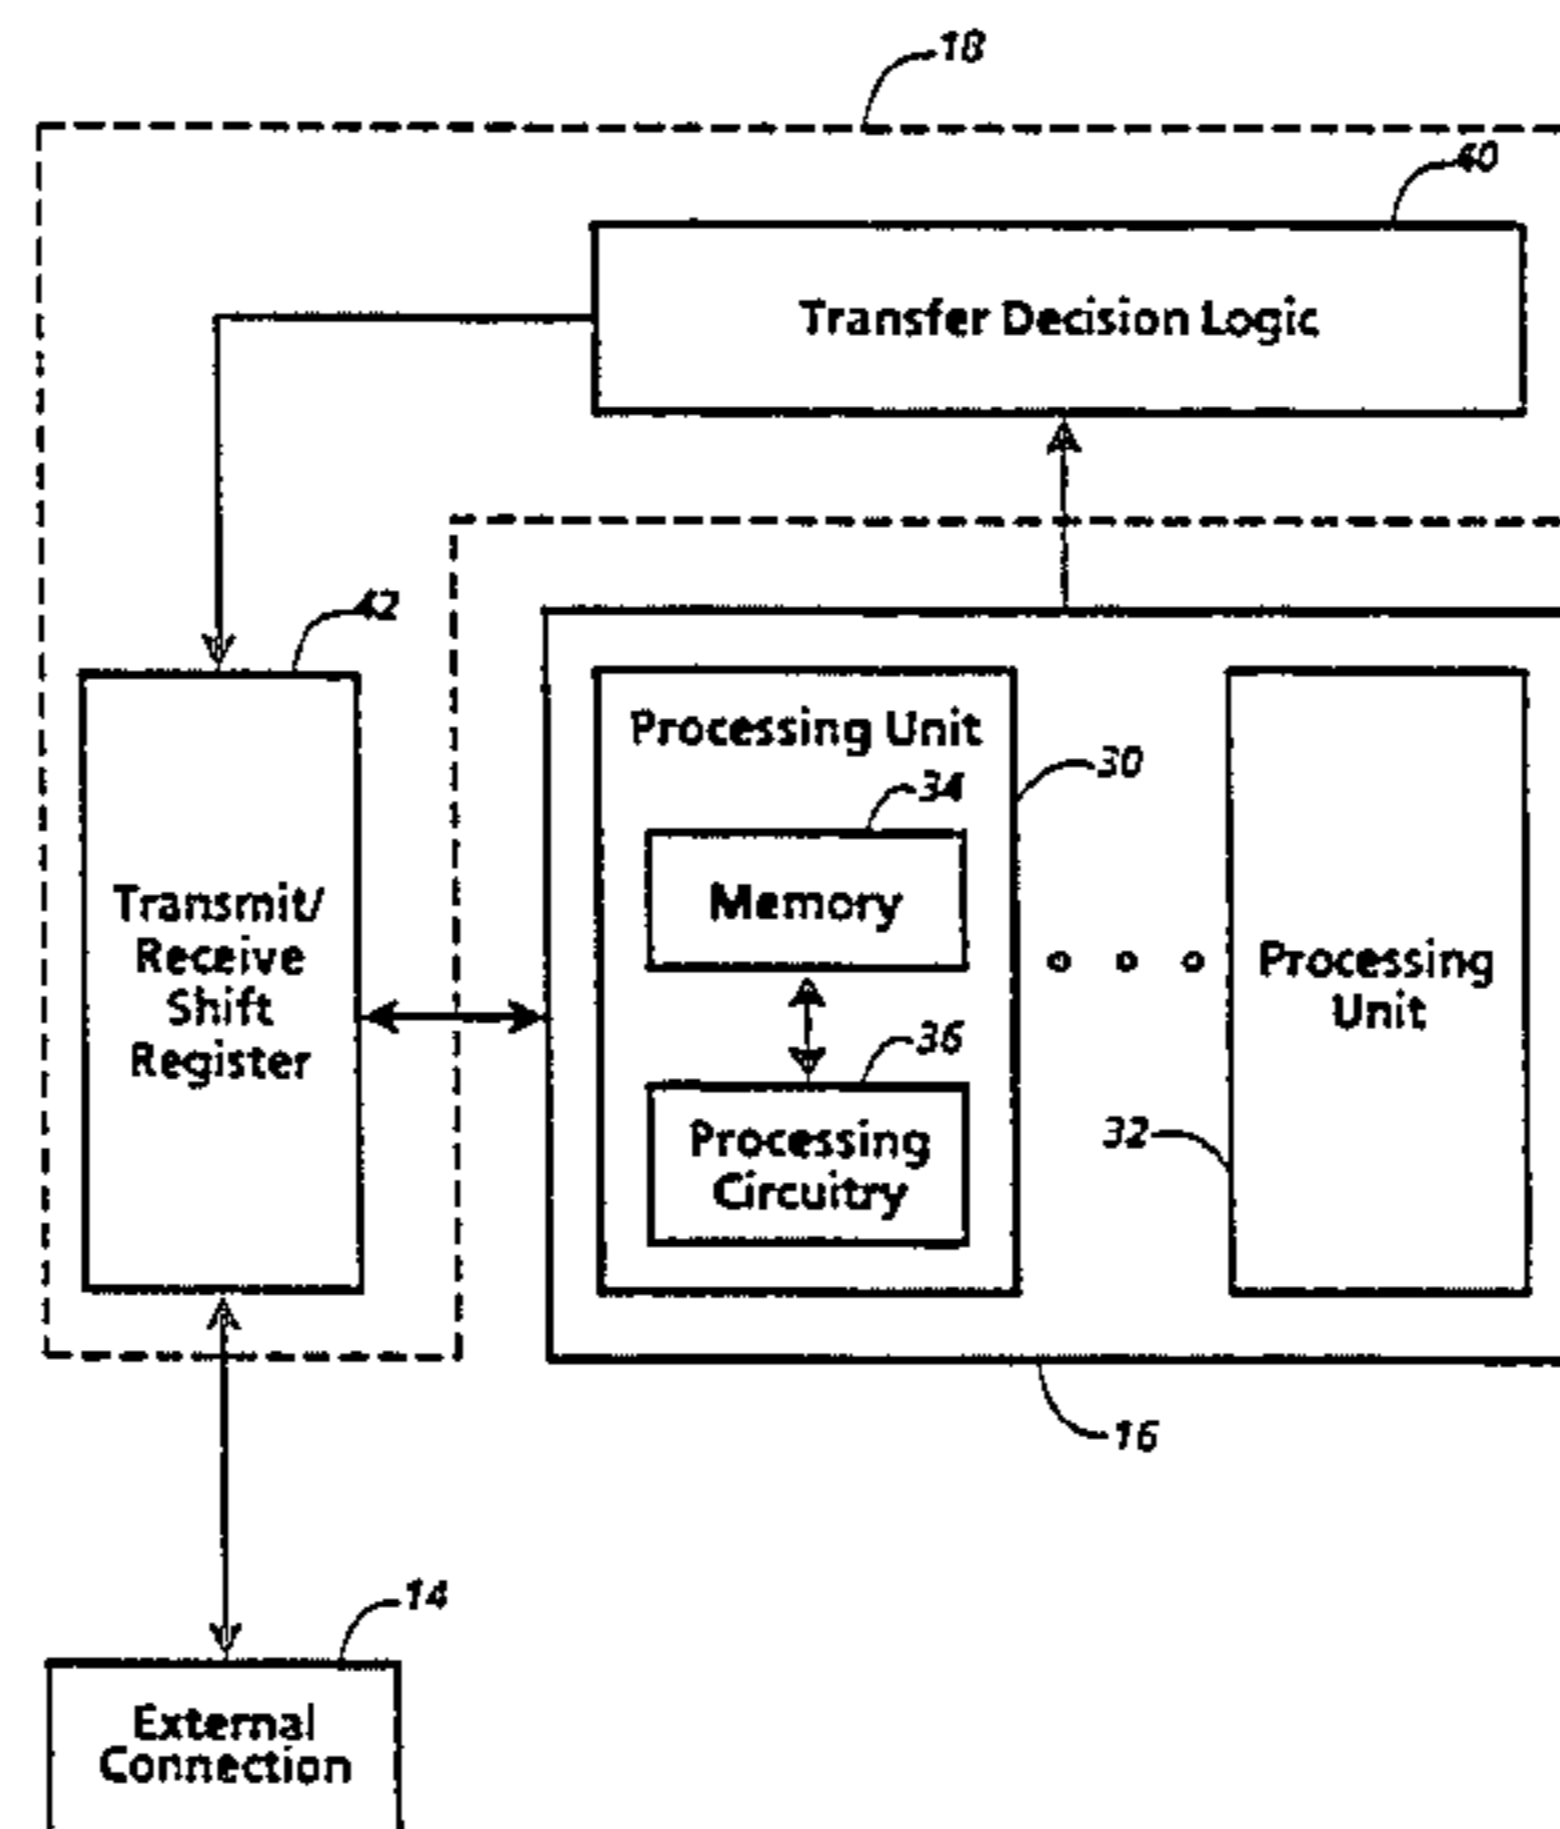 18
40
Transfer Decision Logic
42
Processing Unit
30
34
Memory
Transmit/
Receive
Shift
Register
36
Processing
Circuitry
Processing
Unit
32
16
14
External
Connection